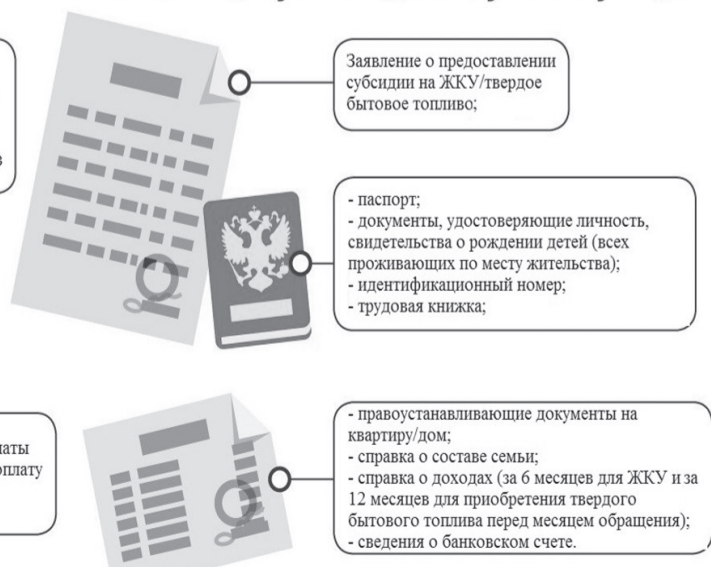 Заявление о предоставлении
субсидии на ЖКУ/твердое
бытовое топливо;
- паспорт;
- документы, удостоверяющие личность,
свидетельства о рождении детей (всех
проживающих по месту жительства);
- идентификационный номер;
- трудовая книжка;
- правоустанавливающие документы на
квартиру/дом;
- справка о составе семьи;
- справка о доходах (за 6 месяцев для ЖКУ и за
12 месяцев для приобретения твердого
бытового топлива перед месяцем обращения);
- сведения о банковском счете.